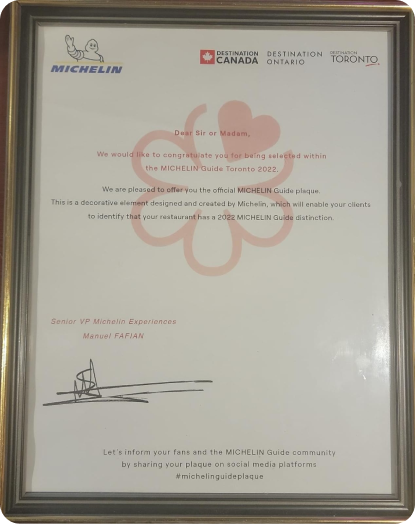 MICHELIN
DESTINATION CANADA
DESTINATION ONTARIO
DESTINATION TORONTO
Dear Sir or Madam,
We would like to congratulate you for being selected within
the MICHELIN Guide Toronto 2022.
We are pleased to offer you the official MICHELIN Guide plaque.
This is a decorative element designed and created by Michelin, which will enable your clients
to identify that your restaurant has a 2022 MICHELIN Guide distinction.
Senior VP Michelin Experiences
Manuel FAFIAN
Let's inform your fans and the MICHELIN Guide community
by sharing your plaque on social media platforms
#michelinguideplaque